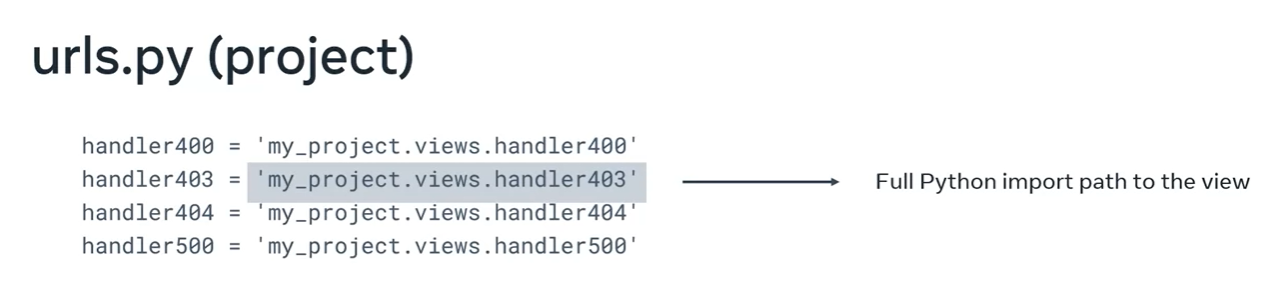 urls.py (project)
handler400 = 'my_project.views.handler400'
handler403 = 'my_project.views.handler403'
Full Python import path to the view
handler404 = 'my_project.views.handler404'
handler500 = 'my_project.views.handler500'